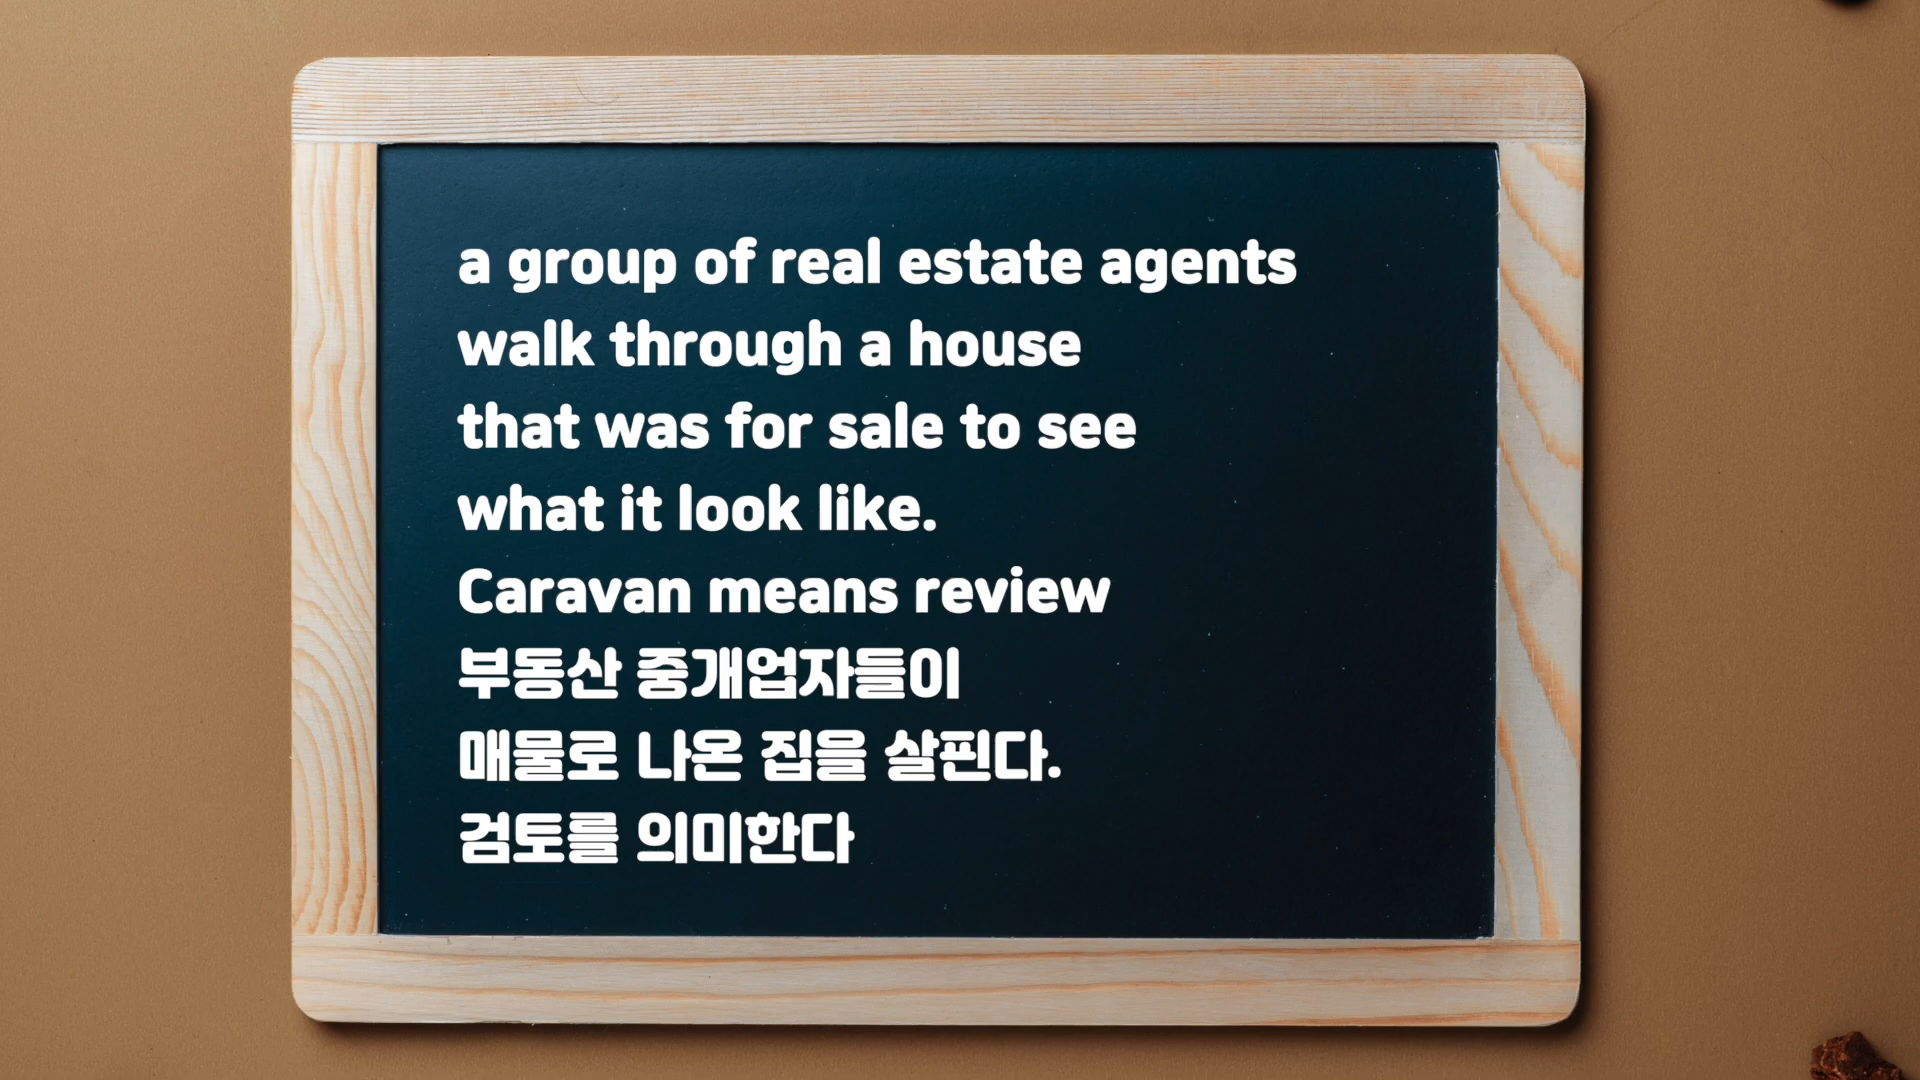 a group of real estate agents
walk through a house
that was for sale to see
what it look like.
Caravan means review
부동산 중개업자들이
매물로 나온 집을 살핀다.
검토를 의미한다